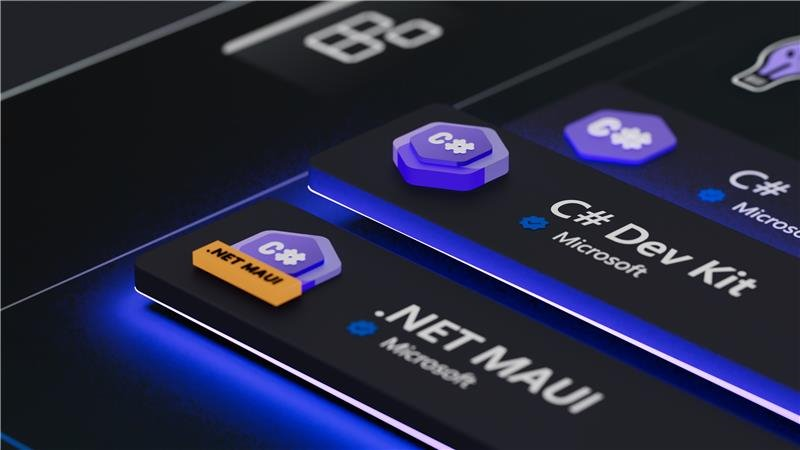 C#
C# Dev Kit
Microsoft
C#
C#
.NET MAUI
C#
.NET MAUI
Microsoft